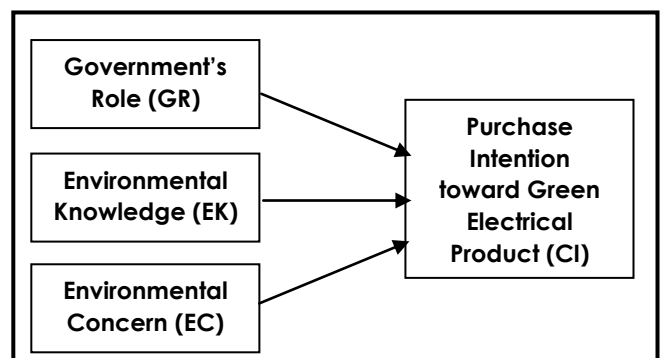 Government’s
Role (GR)
Environmental
Knowledge (EK)
Environmental
Concern (EC)
Purchase
Intention
toward Green
Electrical
Product (CI)